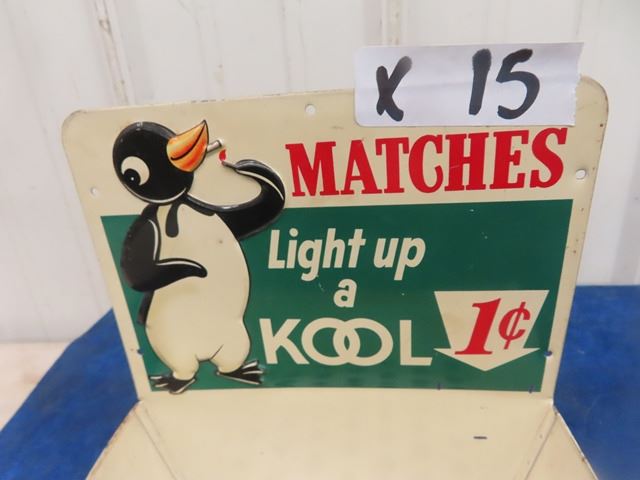 X 15
MATCHES
Light up
a
KOOL 1¢